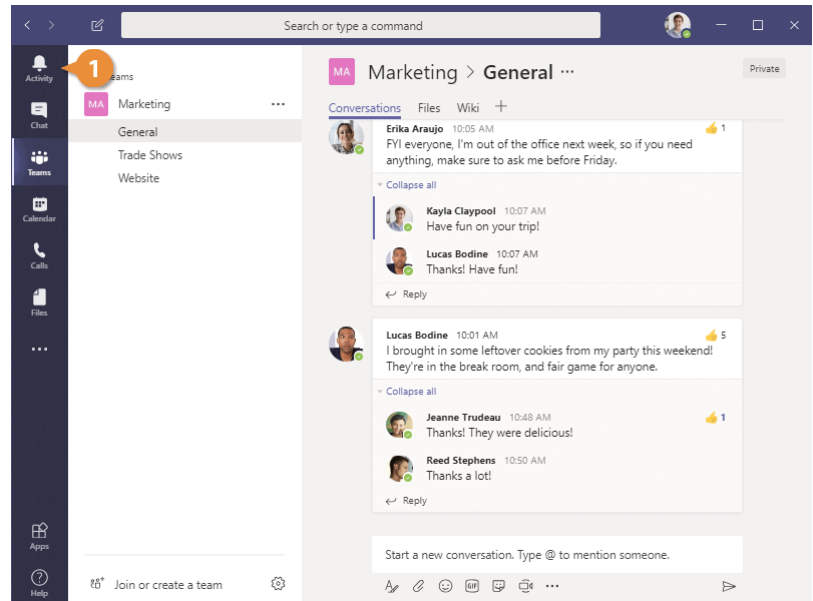 Search or type a command
Activity
1
eams
Chat
Teams
Calendar
Calls
Files
Apps
Help
MA Marketing
General
Trade Shows
Website
Join or create a team
MA Marketing > General
Private
Conversations Files Wiki
Erika Araujo 10:05 AM 1
FYI everyone, I'm out of the office next week, so if you need
anything, make sure to ask me before Friday.
Collapse all
Kayla Claypool 10:07 AM
Have fun on your trip!
Lucas Bodine 10:07 AM
Thanks! Have fun!
Reply
Lucas Bodine 10:01 AM 5
I brought in some leftover cookies from my party this weekend!
They're in the break room, and fair game for anyone.
Collapse all
Jeanne Trudeau 10:48 AM 1
Thanks! They were delicious!
Reed Stephens 10:50 AM
Thanks a lot!
Reply
Start a new conversation. Type @ to mention someone.
GIF